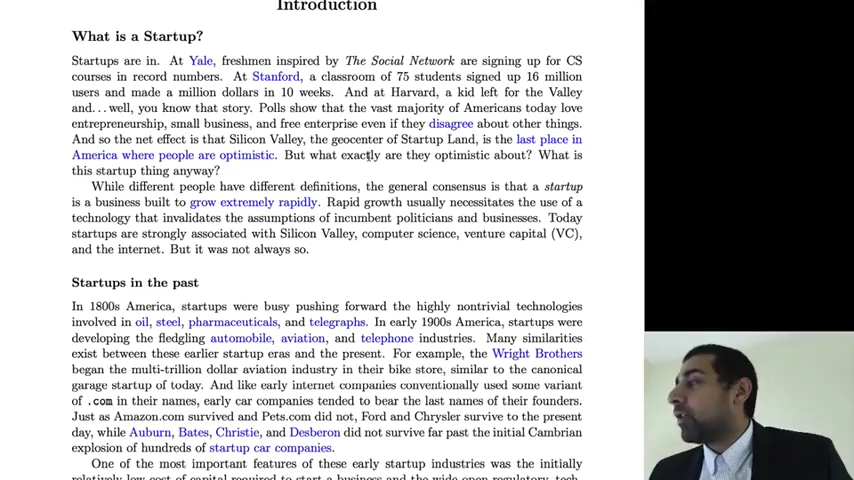 Introduction
What is a Startup?
Startups are in. At Yale, freshmen inspired by The Social Network are signing up for CS
courses in record numbers. At Stanford, a classroom of 75 students signed up 16 million
users and made a million dollars in 10 weeks. And at Harvard, a kid left for the Valley
and...well, you know that story. Polls show that the vast majority of Americans today love
entrepreneurship, small business, and free enterprise even if they disagree about other things.
And so the net effect is that Silicon Valley, the geocenter of Startup Land, is the last place in
America where people are optimistic. But what exactly are they optimistic about? What is
this startup thing anyway?
While different people have different definitions, the general consensus is that a startup
is a business built to grow extremely rapidly. Rapid growth usually necessitates the use of a
technology that invalidates the assumptions of incumbent politicians and businesses. Today
startups are strongly associated with Silicon Valley, computer science, venture capital (VC),
and the internet. But it was not always so.
Startups in the past
In 1800s America, startups were busy pushing forward the highly nontrivial technologies
involved in oil, steel, pharmaceuticals, and telegraphs. In early 1900s America, startups were
developing the fledgling automobile, aviation, and telephone industries. Many similarities
exist between these earlier startup eras and the present. For example, the Wright Brothers
began the multi-trillion dollar aviation industry in their bike store, similar to the canonical
garage startup of today. And like early internet companies conventionally used some variant
of .com in their names, early car companies tended to bear the last names of their founders.
Just as Amazon.com survived and Pets.com did not, Ford and Chrysler survive to the present
day, while Auburn, Bates, Christie, and Desberon did not survive far past the initial Cambrian
explosion of hundreds of startup car companies.
One of the most important features of these early startup industries was the initially
relatively low cost of capital required to start a business and the wide open regulatory, tech-